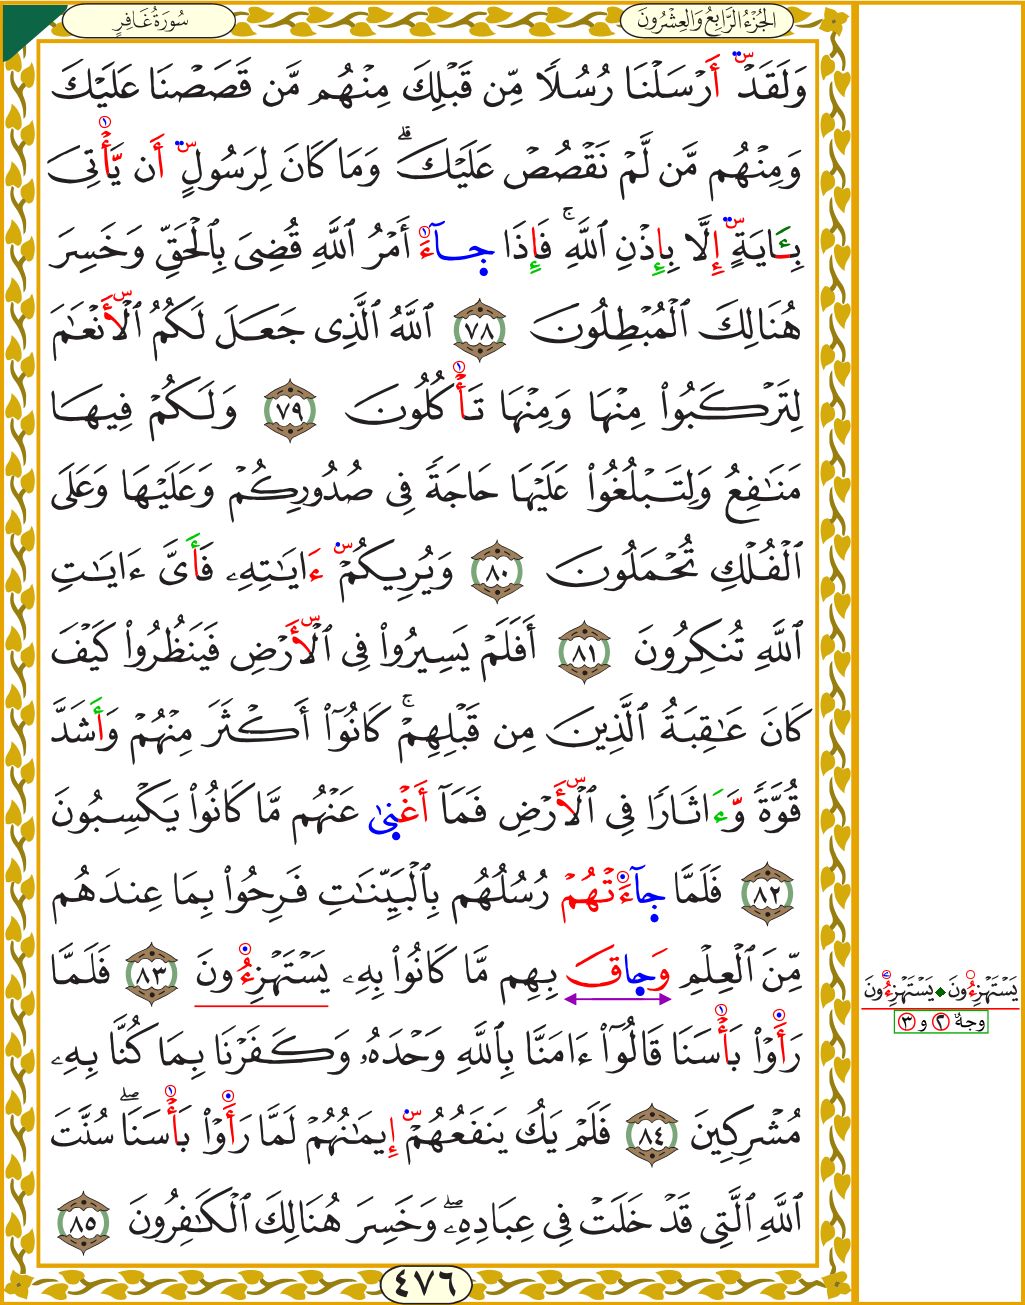 سُورَةُ غَافِرٍ
الجُزْءُ الرَّابِعُ وَالعِشْرُونَ
وَلَقَدۡ أَرۡسَلۡنَا رُسُلٗا مِّن قَبۡلِكَ مِنۡهُم مَّن قَصَصۡنَا عَلَيۡكَ
وَمِنۡهُم مَّن لَّمۡ نَقۡصُصۡ عَلَيۡكَۗ وَمَا كَانَ لِرَسُولٍ أَن يَّأۡتِيَ
بِـَٔايَةٍ إِلَّا بِإِذۡنِ ٱللَّهِۚ فَإِذَا جَآءَ أَمۡرُ ٱللَّهِ قُضِيَ بِٱلۡحَقِّ وَخَسِرَ
هُنَالِكَ ٱلۡمُبۡطِلُونَ ٧٨ ٱللَّهُ ٱلَّذِي جَعَلَ لَكُمُ ٱلۡأَنۡعَٰمَ
لِتَرۡكَبُواْ مِنۡهَا وَمِنۡهَا تَأۡكُلُونَ ٧٩ وَلَكُمۡ فِيهَا
مَنَٰفِعُ وَلِتَبۡلُغُواْ عَلَيۡهَا حَاجَةٗ فِي صُدُورِكُمۡ وَعَلَيۡهَا وَعَلَى
ٱلۡفُلۡكِ تُحۡمَلُونَ ٨٠ وَيُرِيكُمۡ ءَايَٰتِهِۦ فَأَيَّ ءَايَٰتِ
ٱللَّهِ تُنكِرُونَ ٨١ أَفَلَمۡ يَسِيرُواْ فِي ٱلۡأَرۡضِ فَيَنظُرُواْ كَيۡفَ
كَانَ عَٰقِبَةُ ٱلَّذِينَ مِن قَبۡلِهِمۡۚ كَانُوٓاْ أَكۡثَرَ مِنۡهُمۡ وَأَشَدَّ
قُوَّةٗ وَّءَاثَارٗا فِي ٱلۡأَرۡضِ فَمَآ أَغۡنِىٰ عَنۡهُم مَّا كَانُواْ يَكۡسِبُونَ
٨٢ فَلَمَّا جَآءَتۡهُمۡ رُسُلُهُم بِٱلۡبَيِّنَٰتِ فَرِحُواْ بِمَا عِندَهُم
مِّنَ ٱلۡعِلۡمِ وَحَاقَ بِهِم مَّا كَانُواْ بِهِۦ يَسۡتَهۡزِءُونَ ٨٣ فَلَمَّا
رَأَوۡاْ بَأۡسَنَا قَالُوٓاْ ءَامَنَّا بِٱللَّهِ وَحۡدَهُۥ وَكَفَرۡنَا بِمَا كُنَّا بِهِۦ
مُشۡرِكِينَ ٨٤ فَلَمۡ يَكُ يَنفَعُهُمۡ إِيمَٰنُهُمۡ لَمَّا رَأَوۡاْ بَأۡسَنَاۖ سُنَّتَ
ٱللَّهِ ٱلَّتِي قَدۡ خَلَتۡ فِي عِبَادِهِۦۖ وَخَسِرَ هُنَالِكَ ٱلۡكَٰفِرُونَ ٨٥
يَسۡتَهۡزِءُونَ ◆ يَسۡتَهۡزِءُونَ
وجهٌ ٢ و ٣
٤٧٦